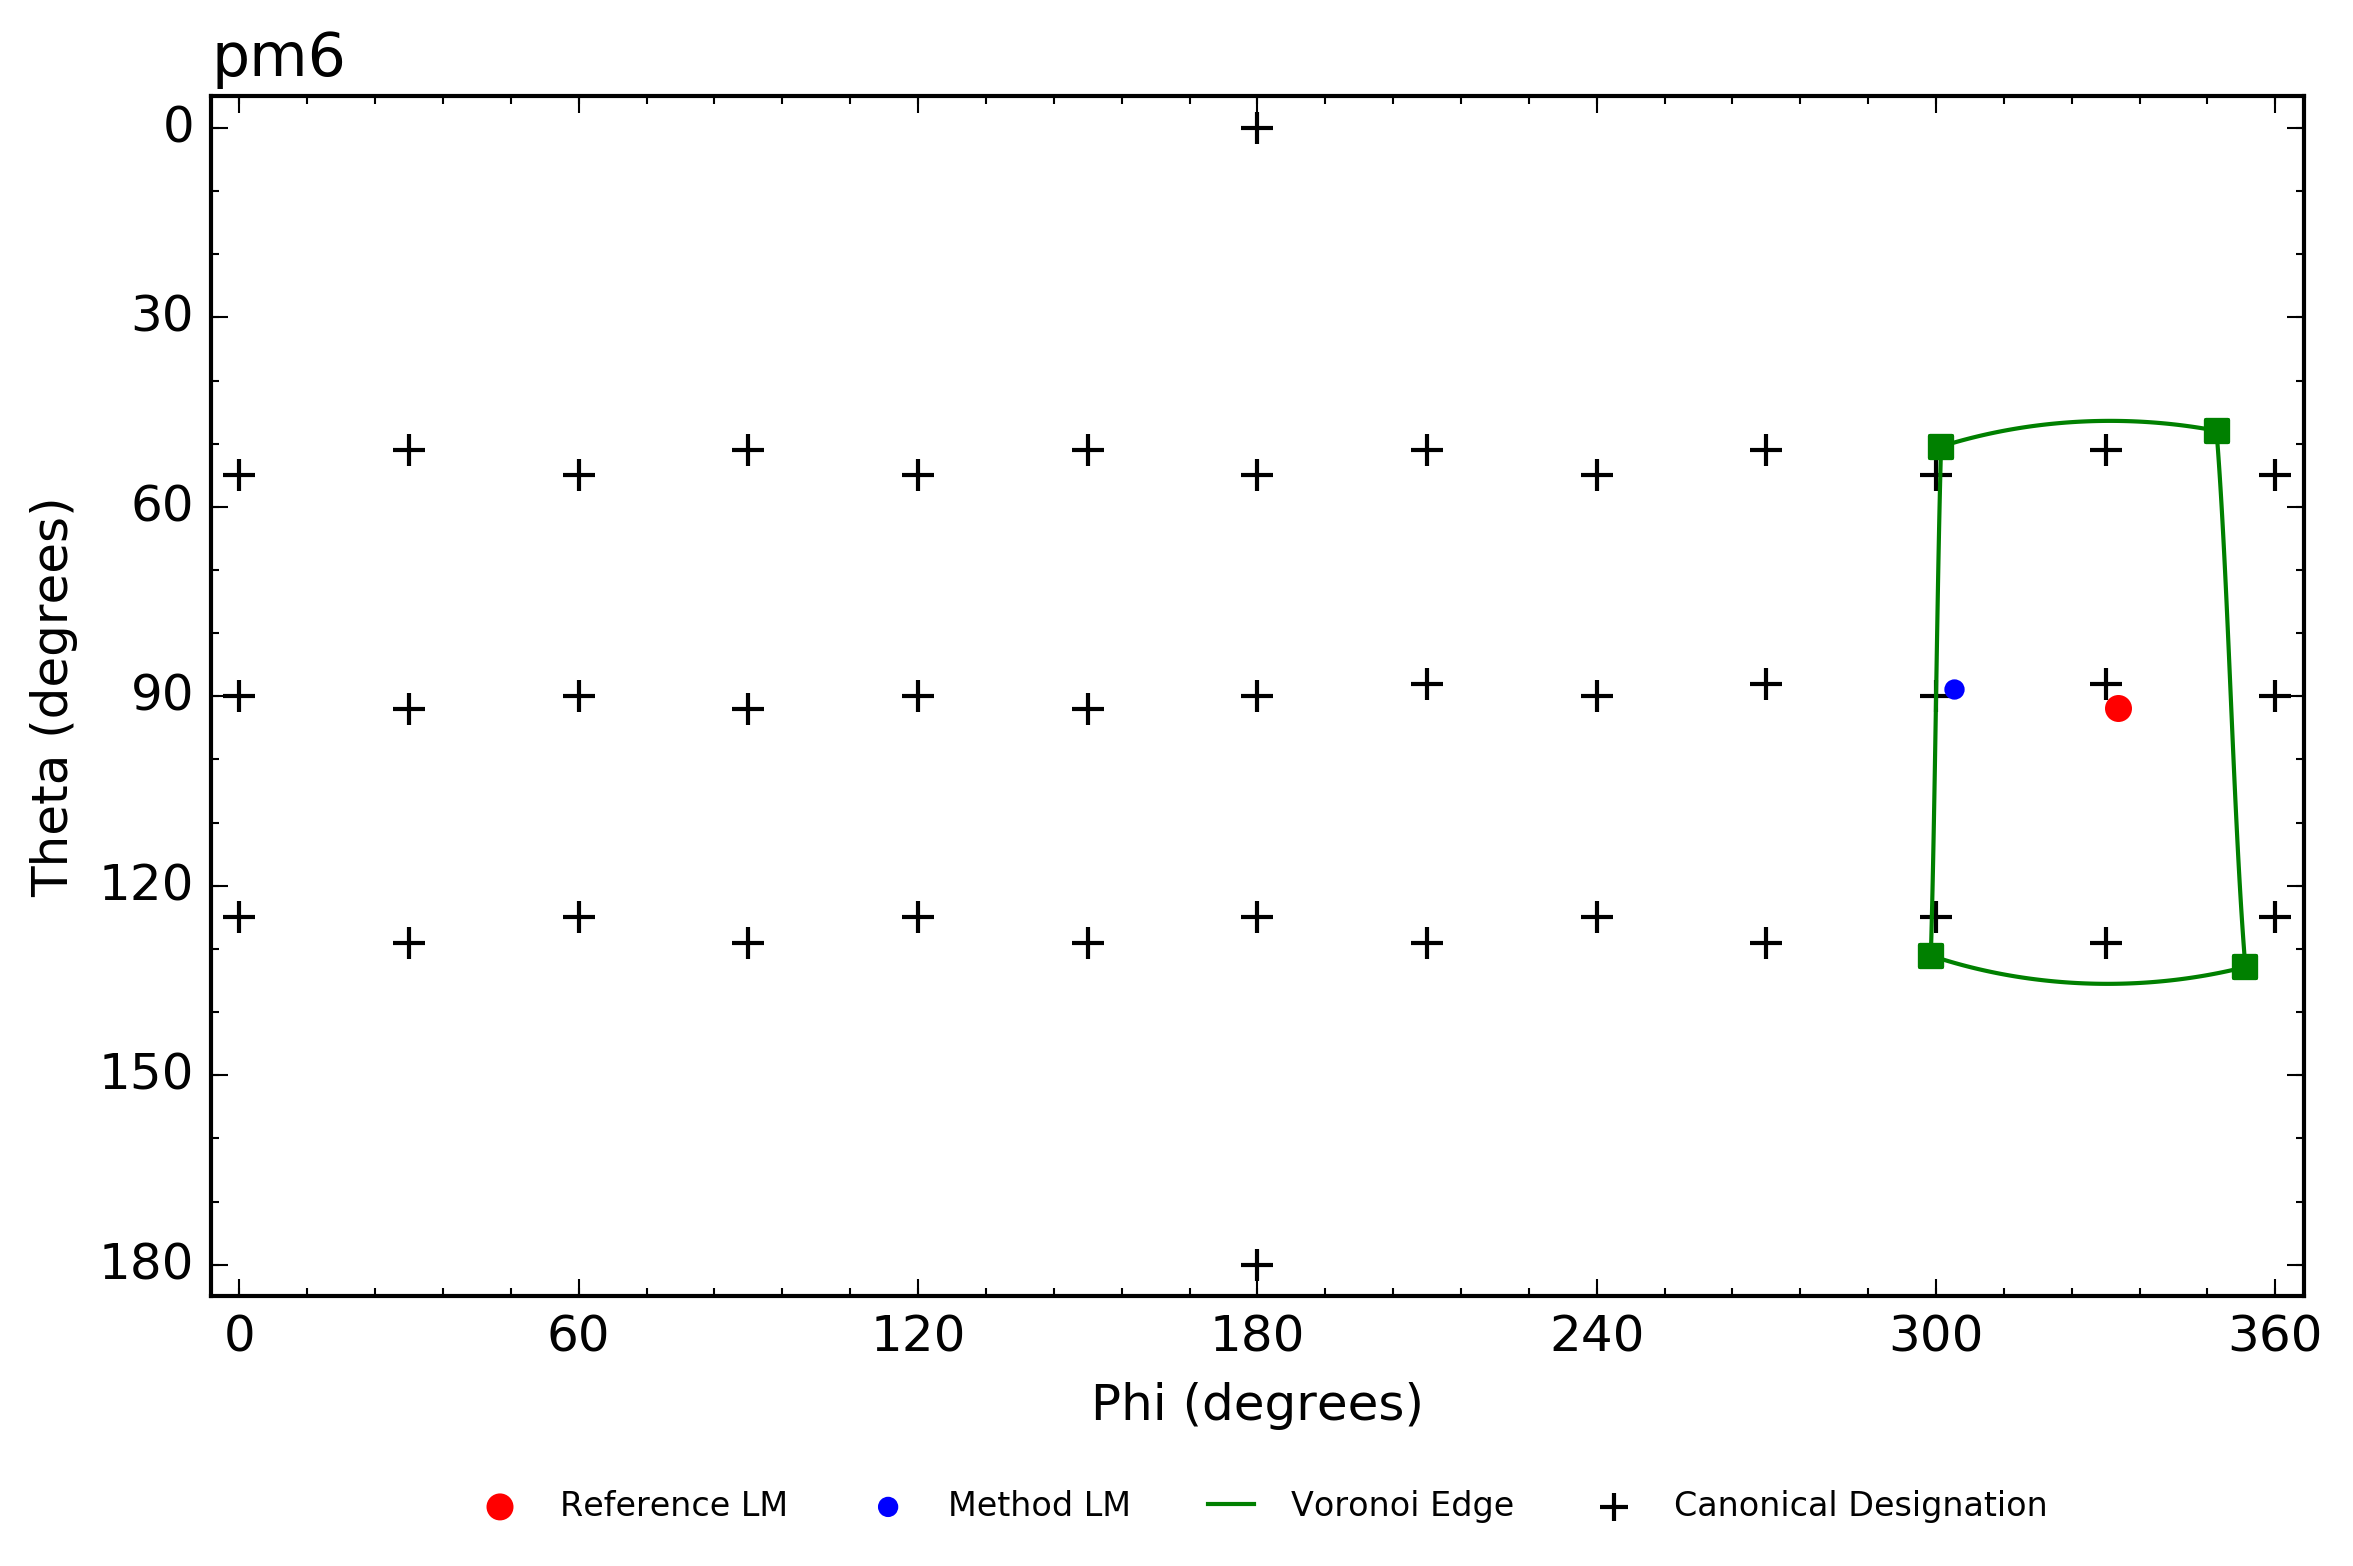 pm6
0
30
60
90
120
150
180
Theta (degrees)
0 60 120 180 240 300 360
Phi (degrees)
Reference LM Method LM Voronoi Edge Canonical Designation